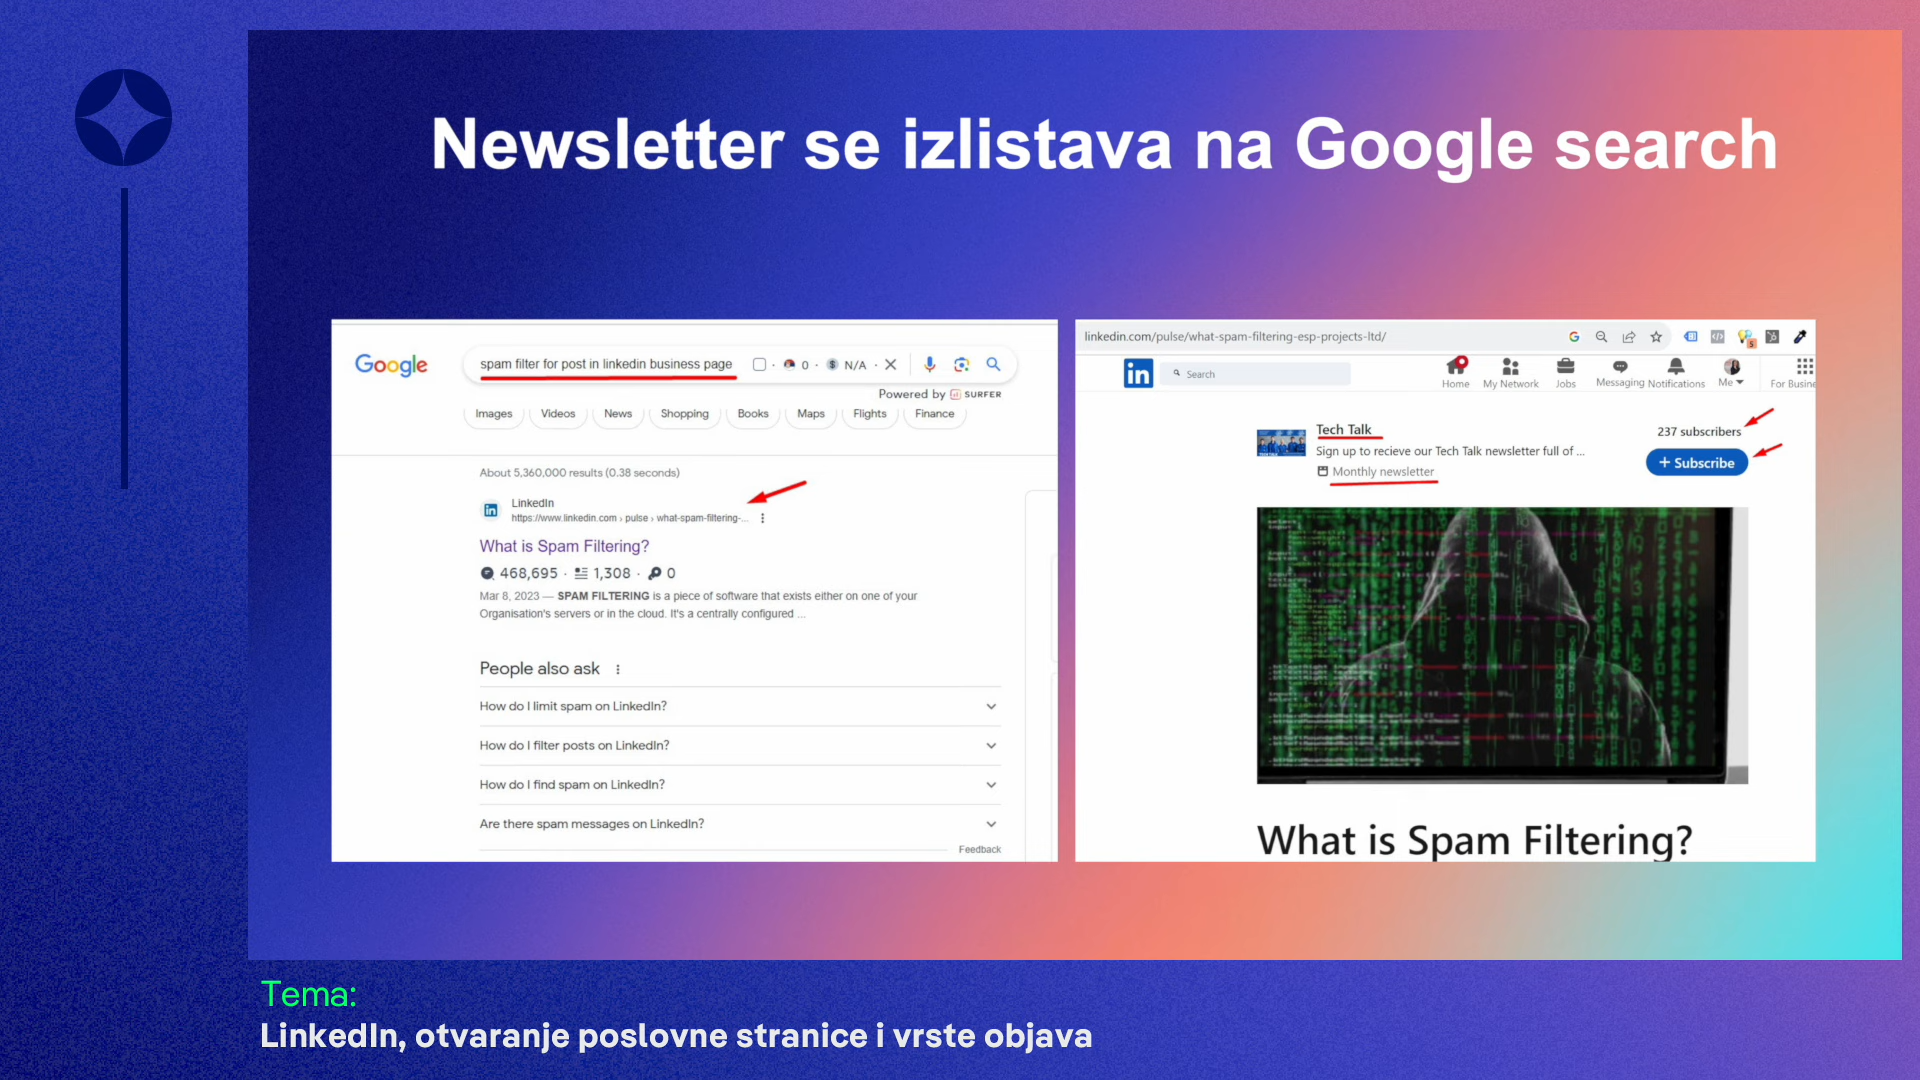 Newsletter se izlistava na Google search
Google
spam filter for post in linkedin business page
0
N/A
Powered by SURFER
Images
Videos
News
Shopping
Books
Maps
Flights
Finance
About 5,360,000 results (0.38 seconds)
LinkedIn
https://www.linkedin.com › pulse › what-spam-filtering-...
What is Spam Filtering?
468,695 · 1,308 · 0
Mar 8, 2023 — SPAM FILTERING is a piece of software that exists either on one of your
Organisation's servers or in the cloud. It's a centrally configured ...
People also ask
How do I limit spam on LinkedIn?
How do I filter posts on LinkedIn?
How do I find spam on LinkedIn?
Are there spam messages on LinkedIn?
Feedback
linkedin.com/pulse/what-spam-filtering-esp-projects-ltd/
5
in
Search
Home
My Network
Jobs
Messaging
Notifications
Me
For Busine
Tech Talk
237 subscribers
Sign up to recieve our Tech Talk newsletter full of ...
+ Subscribe
Monthly newsletter
What is Spam Filtering?
Tema:
LinkedIn, otvaranje poslovne stranice i vrste objava